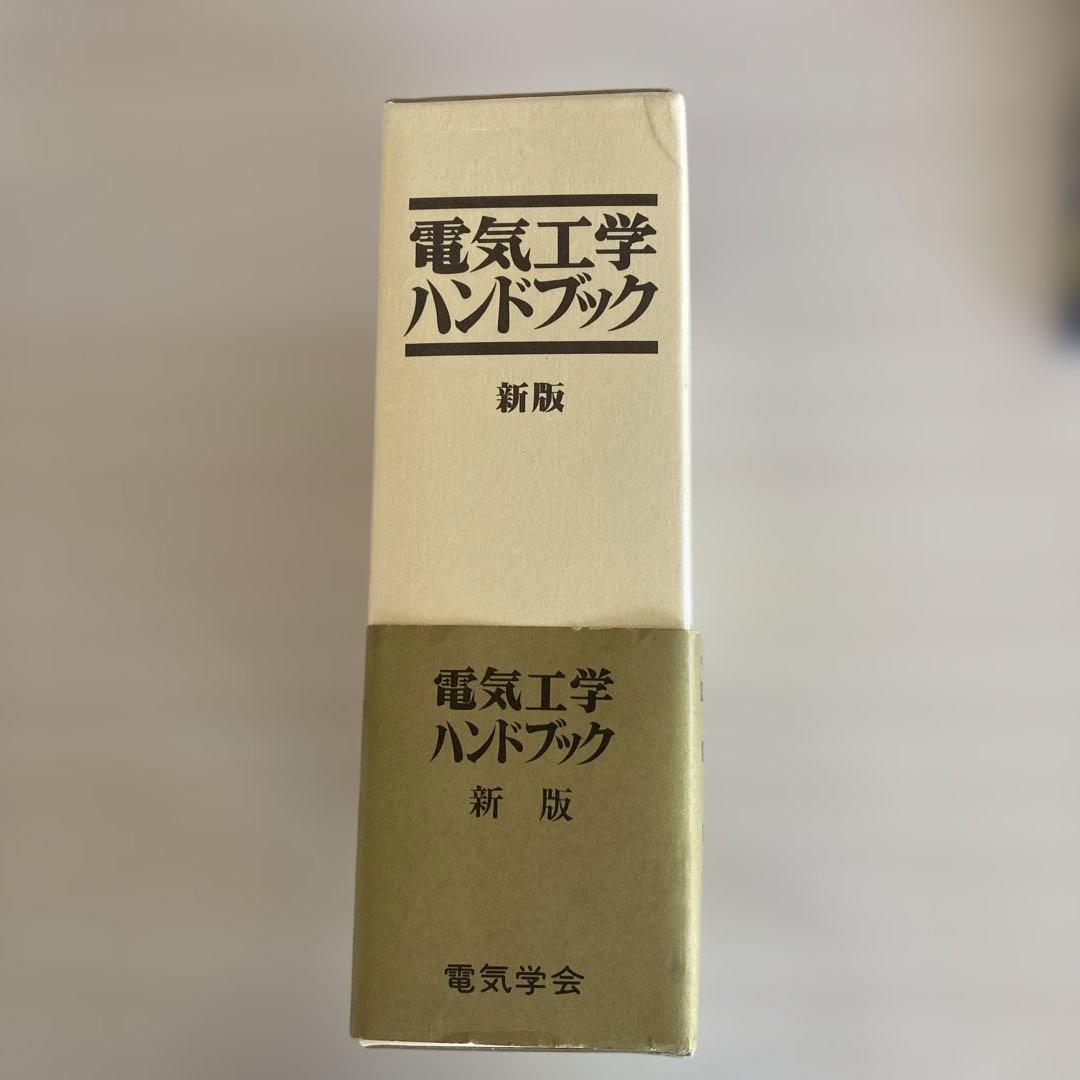 電気工学
ハンドブック
新版
電気工学
ハンドブック
新 版
電気学会